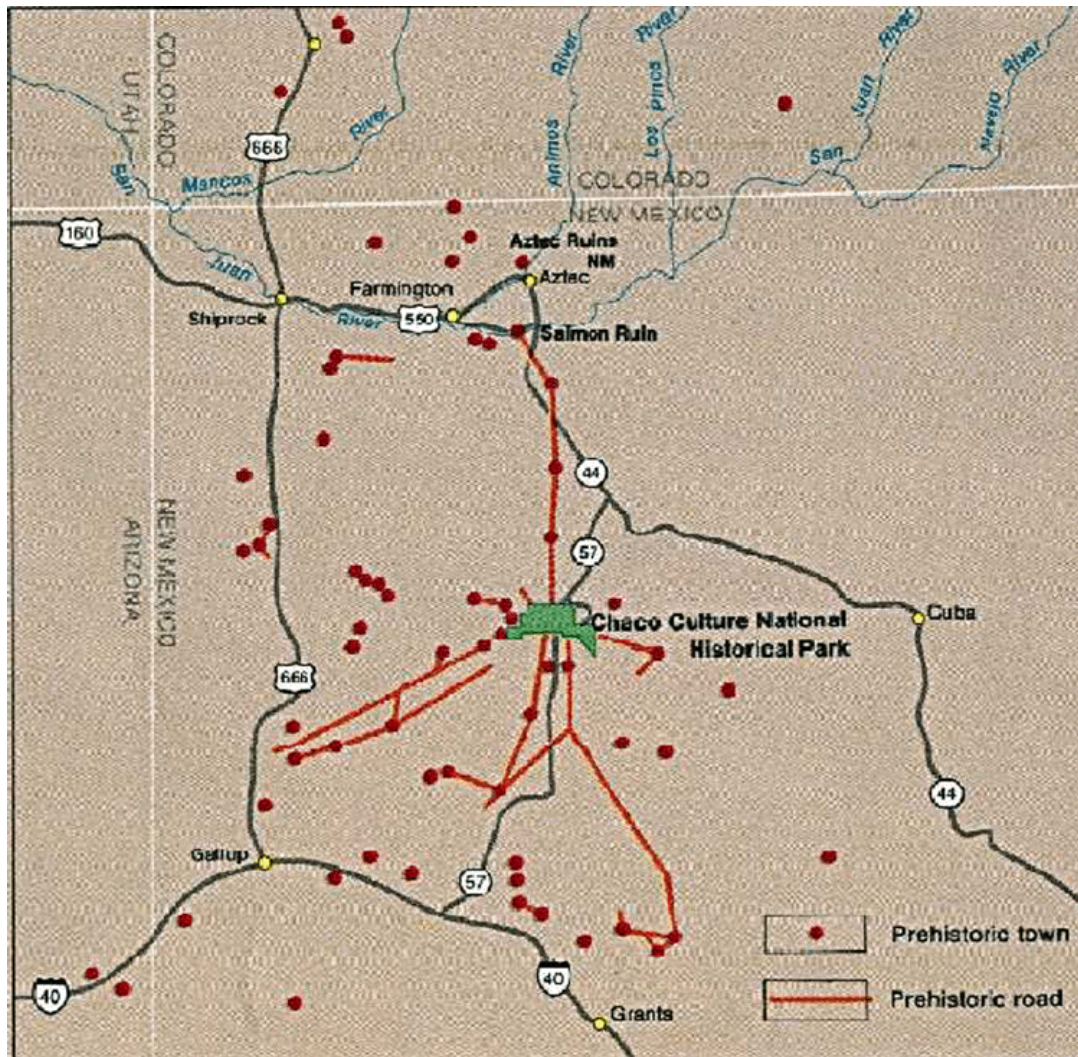 COLORADO
UTAH
San
Mancos
River
666
Animas
River
Los Pinos
River
San
Juan
River
Navajo
River
COLORADO
NEW MEXICO
160
Juan
River
Aztec Ruins
NM
Aztec
Farmington
Shiprock
550
Salmon Ruin
44
NEW MEXICO
ARIZONA
57
Chaco Culture National
Historical Park
Cuba
666
44
Gallup
57
40
40
Grants
Prehistoric town
Prehistoric road